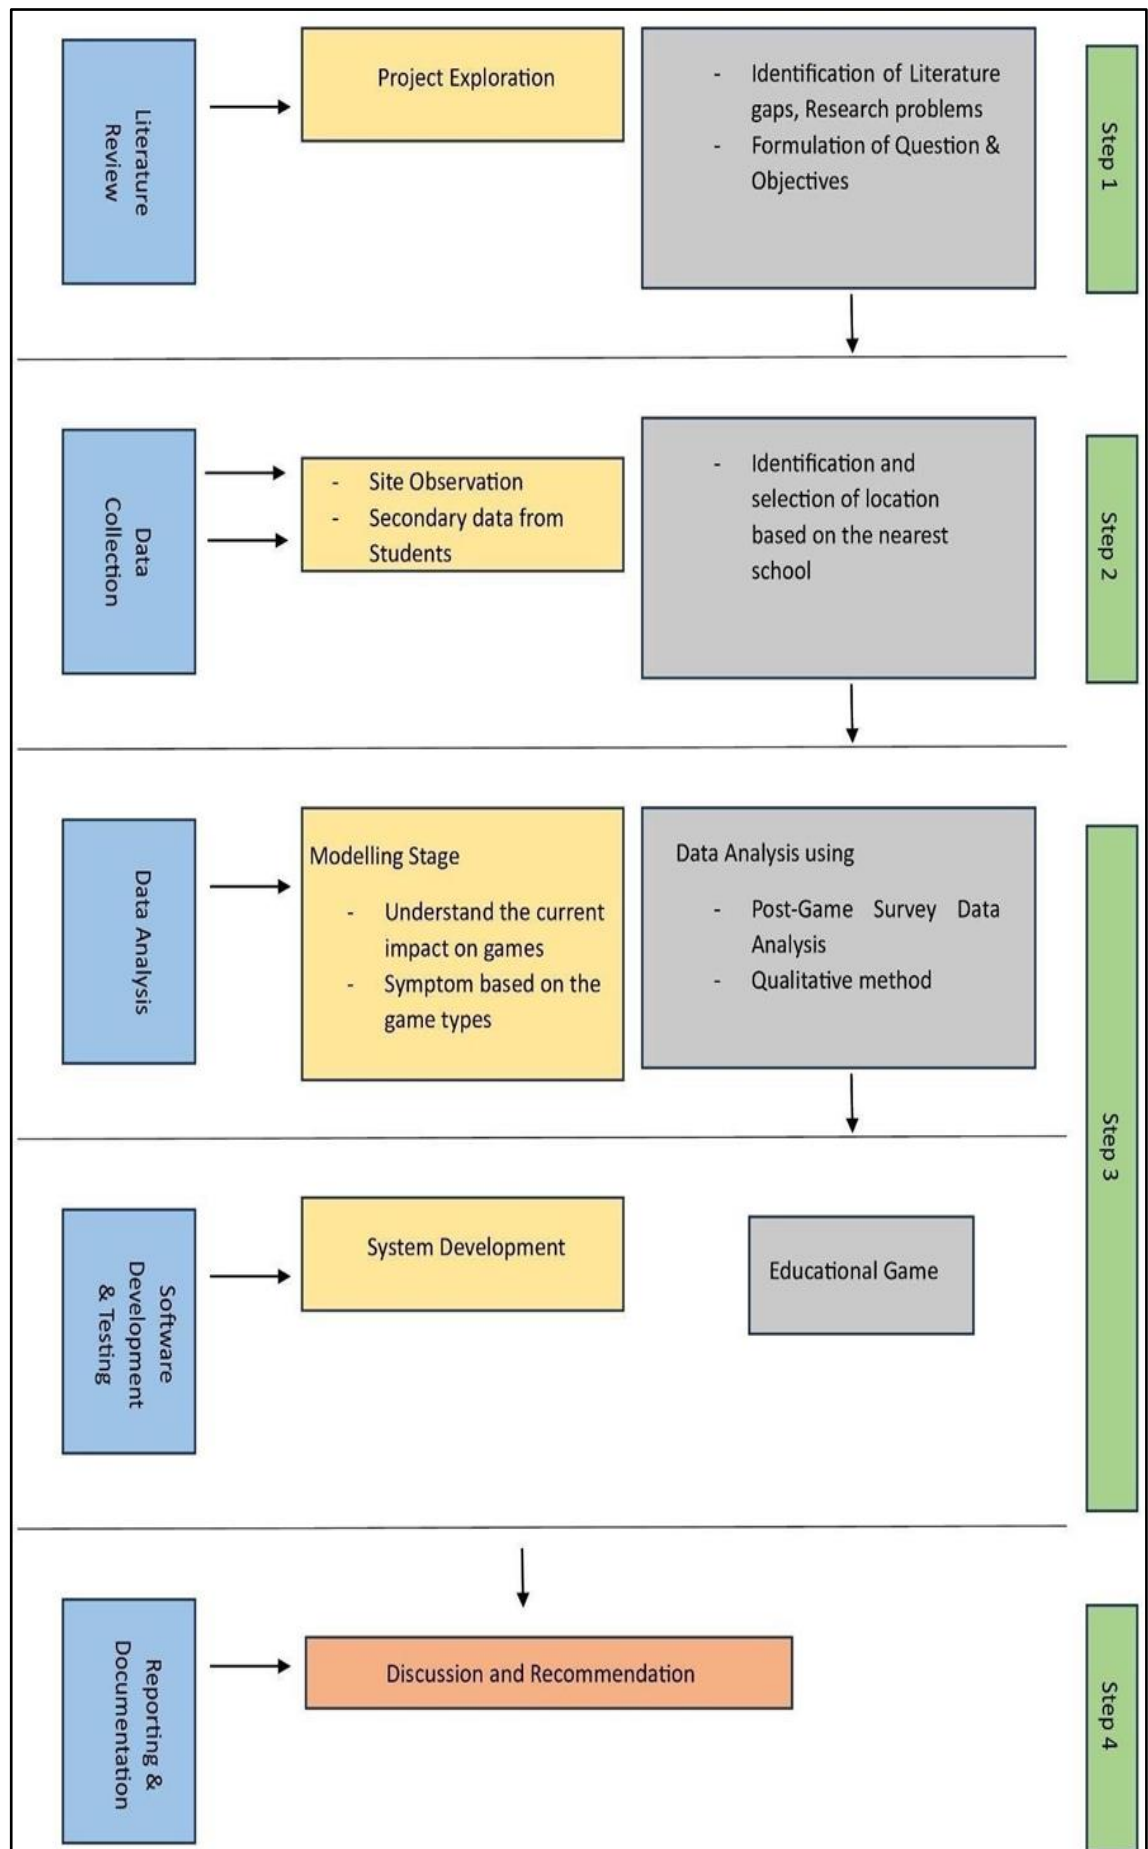 Literature
Review
Project Exploration
- Identification of Literature
gaps, Research problems
- Formulation of Question &
Objectives
Step 1
Data
Collection
- Site Observation
- Secondary data from
Students
- Identification and
selection of location
based on the nearest
school
Step 2
Data Analysis
Modelling Stage
- Understand the current
impact on games
- Symptom based on the
game types
Data Analysis using
- Post-Game Survey Data
Analysis
- Qualitative method
Step 3
Software
Development
& Testing
System Development
Educational Game
Reporting &
Documentation
Discussion and Recommendation
Step 4